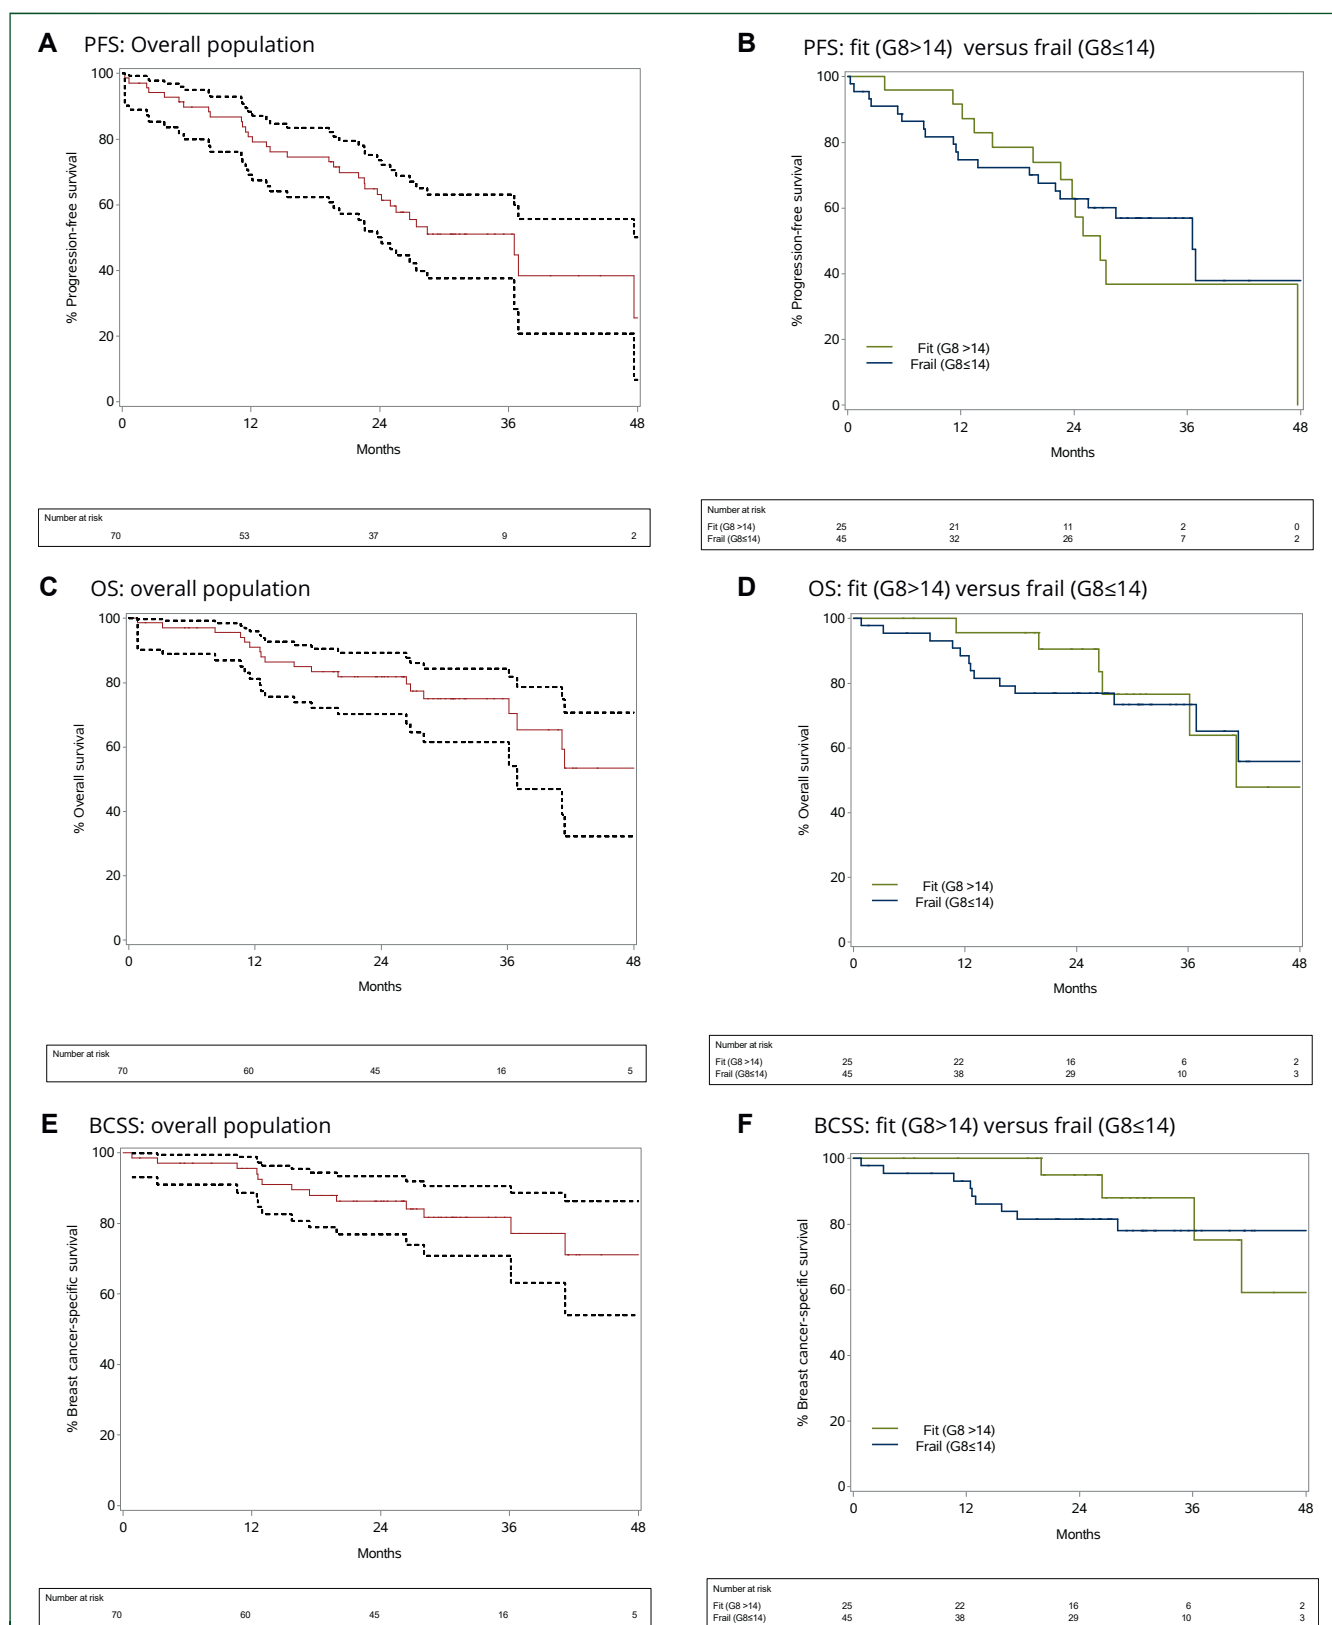 A PFS: Overall population
100
80
60
40
20
0
% Progression-free survival
0 12 24 36 48
Months
Number at risk
70 53 37 9 2
B PFS: fit (G8>14) versus frail (G8≤14)
100
80
60
40
20
0
% Progression-free survival
Fit (G8 >14)
Frail (G8≤14)
0 12 24 36 48
Months
Number at risk
Fit (G8 >14) 25 21 11 2 0
Frail (G8≤14) 45 32 26 7 2
C OS: overall population
100
80
60
40
20
0
% Overall survival
0 12 24 36 48
Months
Number at risk
70 60 45 16 5
D OS: fit (G8>14) versus frail (G8≤14)
100
80
60
40
20
0
% Overall survival
Fit (G8 >14)
Frail (G8≤14)
0 12 24 36 48
Months
Number at risk
Fit (G8 >14) 25 22 16 6 2
Frail (G8≤14) 45 38 29 10 3
E BCSS: overall population
100
80
60
40
20
0
% Breast cancer-specific survival
0 12 24 36 48
Months
Number at risk
70 60 45 16 5
F BCSS: fit (G8>14) versus frail (G8≤14)
100
80
60
40
20
0
% Breast cancer-specific survival
Fit (G8 >14)
Frail (G8≤14)
0 12 24 36 48
Months
Number at risk
Fit (G8 >14) 25 22 16 6 2
Frail (G8≤14) 45 38 29 10 3